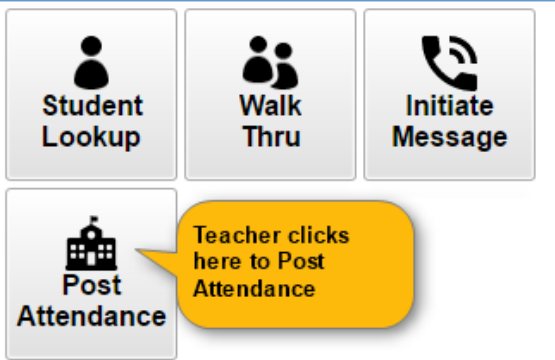 Student
Lookup
Walk
Thru
Initiate
Message
Post
Attendance
Teacher clicks
here to Post
Attendance